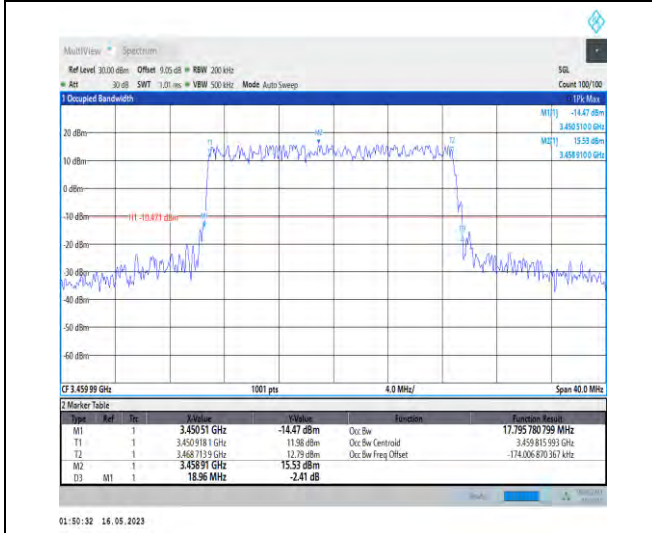 MultiView Spectrum
Ref Level 30.00 dBm Offset 9.05 dB RBW 200 kHz SGL
Att 30 dB SWT 1.01 ms VBW 500 kHz Mode Auto Sweep Count 100/100
1 Occupied Bandwidth 1Pk Max
M1[1] -14.47 dBm
3.450 510 0 GHz
20 dBm M2[1] 15.53 dBm
3.458 910 0 GHz
T1 M2 T2
10 dBm
0 dBm
-10 dBm H1 -10.471 dBm
-20 dBm
-30 dBm
-40 dBm
-50 dBm
-60 dBm
CF 3.459 99 GHz 1001 pts 4.0 MHz/ Span 40.0 MHz
2 Marker Table
Type Ref Trc X-Value Y-Value Function Function Result
M1 1 3.45051 GHz -14.47 dBm Occ Bw 17.795 780 799 MHz
T1 1 3.450 918 1 GHz 11.98 dBm Occ Bw Centroid 3.459 815 993 GHz
T2 1 3.468 713 9 GHz 12.79 dBm Occ Bw Freq Offset -174.006 870 367 kHz
M2 1 3.45891 GHz 15.53 dBm
D3 M1 1 18.96 MHz -2.41 dB
01:50:32 16.05.2023